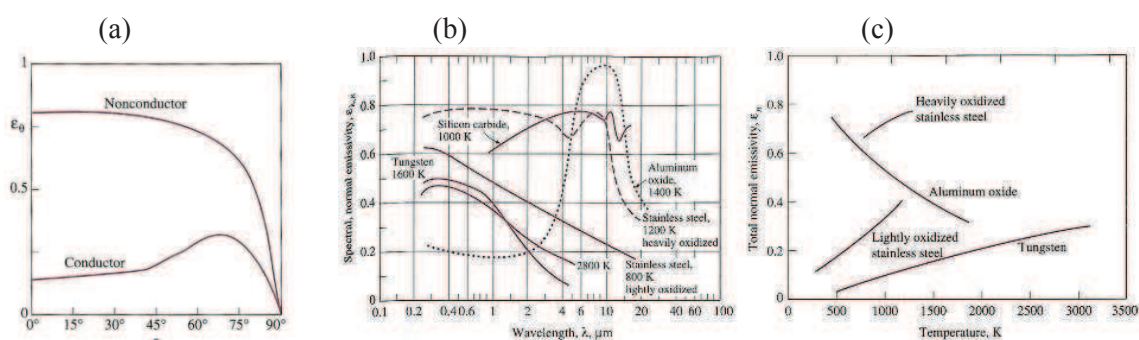 (a)
(b)
(c)
1
Nonconductor
εθ
0.5
Conductor
0
0° 15° 30° 45° 60° 75° 90°
Spectral, normal emissivity, ελ,n
1.0
0.8
0.6
0.4
0.2
0
Silicon carbide,
1000 K
Tungsten
1600 K
Aluminum
oxide,
1400 K
Stainless steel,
1200 K
heavily oxidized
2800 K
Stainless steel,
800 K
lightly oxidized
0.1 0.2 0.4 0.6 1 2 4 6 10 20 40 60 100
Wavelength, λ, μm
Total normal emissivity, εn
1.0
0.8
0.6
0.4
0.2
0
Heavily oxidized
stainless steel
Aluminum oxide
Lightly oxidized
stainless steel
Tungsten
0 500 1000 1500 2000 2500 3000 3500
Temperature, K